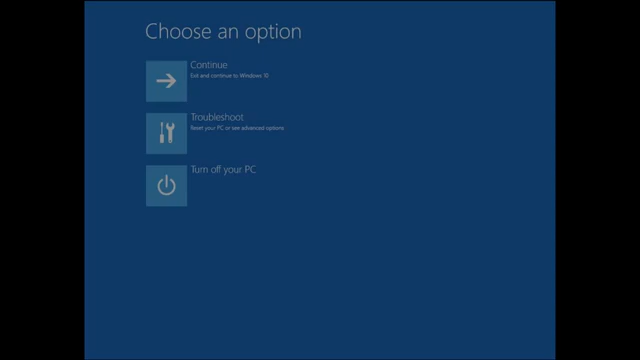 Choose an option
Continue
Exit and continue to Windows 10
Troubleshoot
Reset your PC or see advanced options
Turn off your PC